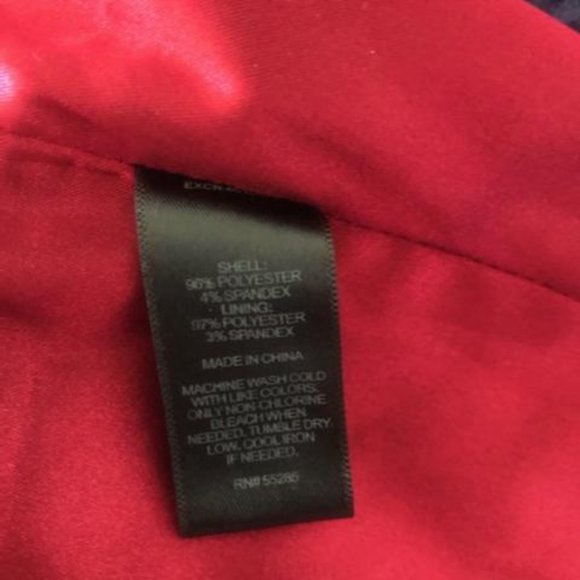 SHELL:
96% POLYESTER
4% SPANDEX
LINING:
97% POLYESTER
3% SPANDEX
MADE IN CHINA
MACHINE WASH COLD
WITH LIKE COLORS.
ONLY NON-CHLORINE
BLEACH WHEN
NEEDED. TUMBLE DRY
LOW, COOL IRON
IF NEEDED.
RN# 55285